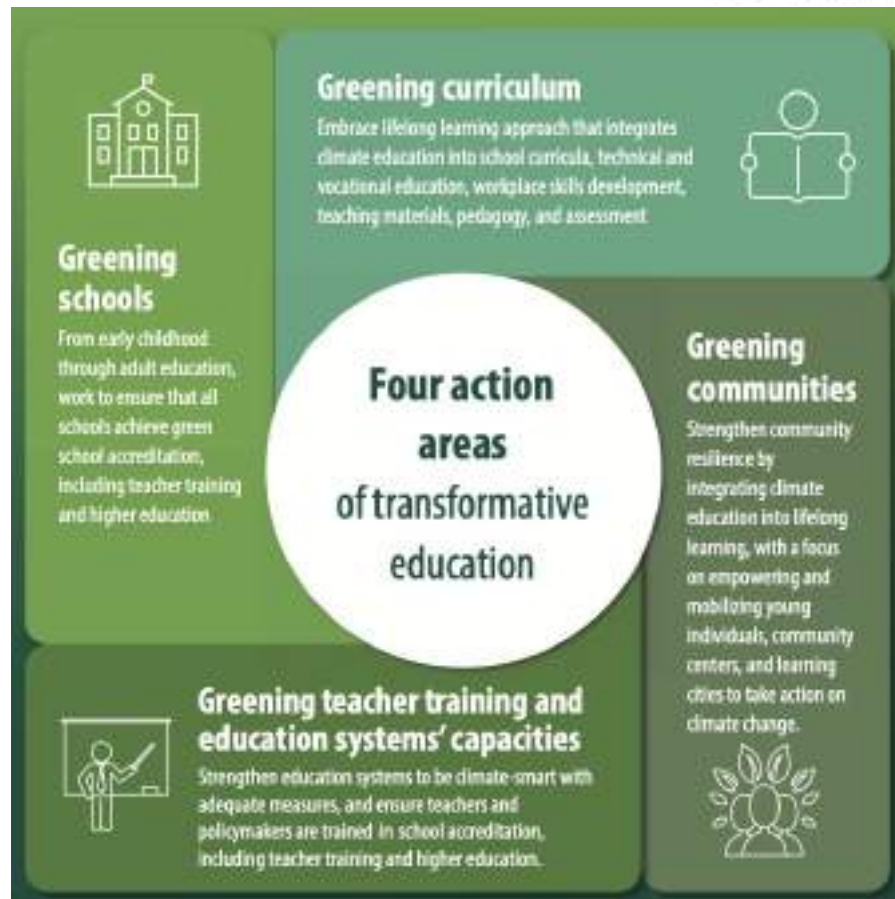 Greening curriculum
Embrace lifelong learning approach that integrates
climate education into school curricula, technical and
vocational education, workplace skills development,
teaching materials, pedagogy, and assessment
Greening
schools
From early childhood
through adult education,
work to ensure that all
schools achieve green
school accreditation,
including teacher training
and higher education
Four action
areas
of transformative
education
Greening
communities
Strengthen community
resilience by
integrating climate
education into lifelong
learning, with a focus
on empowering and
mobilizing young
individuals, community
centers, and learning
cities to take action on
climate change.
Greening teacher training and
education systems' capacities
Strengthen education systems to be climate-smart with
adequate measures, and ensure teachers and
policymakers are trained in school accreditation,
including teacher training and higher education.